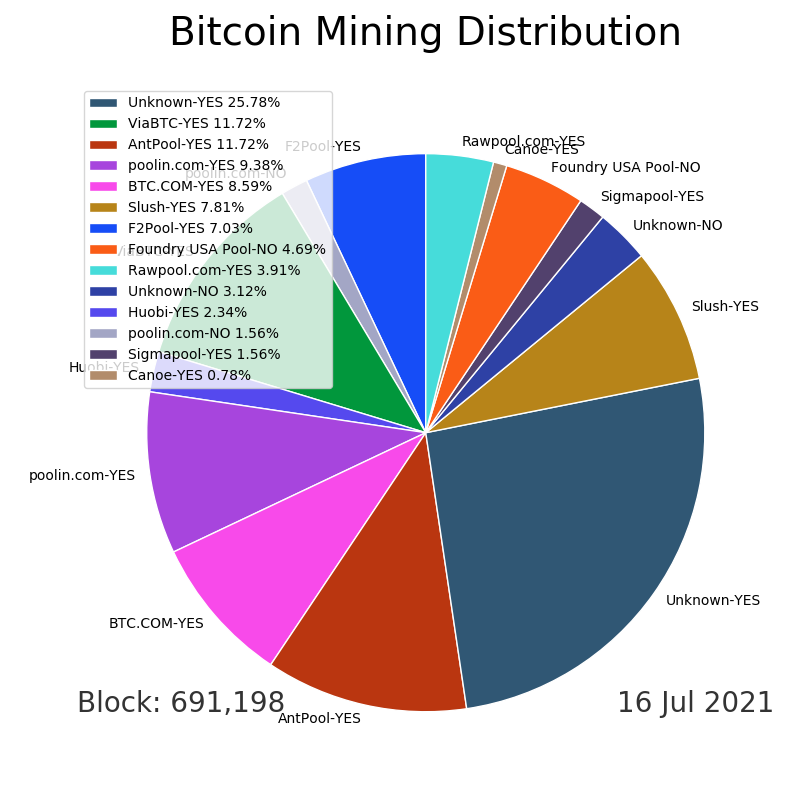 Bitcoin Mining Distribution
Unknown-YES 25.78%
ViaBTC-YES 11.72%
AntPool-YES 11.72%
poolin.com-YES 9.38%
BTC.COM-YES 8.59%
Slush-YES 7.81%
F2Pool-YES 7.03%
Foundry USA Pool-NO 4.69%
Rawpool.com-YES 3.91%
Unknown-NO 3.12%
Huobi-YES 2.34%
poolin.com-NO 1.56%
Sigmapool-YES 1.56%
Canoe-YES 0.78%
Rawpool.com-YES
Canoe-YES
Foundry USA Pool-NO
Sigmapool-YES
Unknown-NO
Slush-YES
Unknown-YES
AntPool-YES
BTC.COM-YES
poolin.com-YES
Huobi-YES
ViaBTC-YES
poolin.com-NO
F2Pool-YES
Block: 691,198
16 Jul 2021